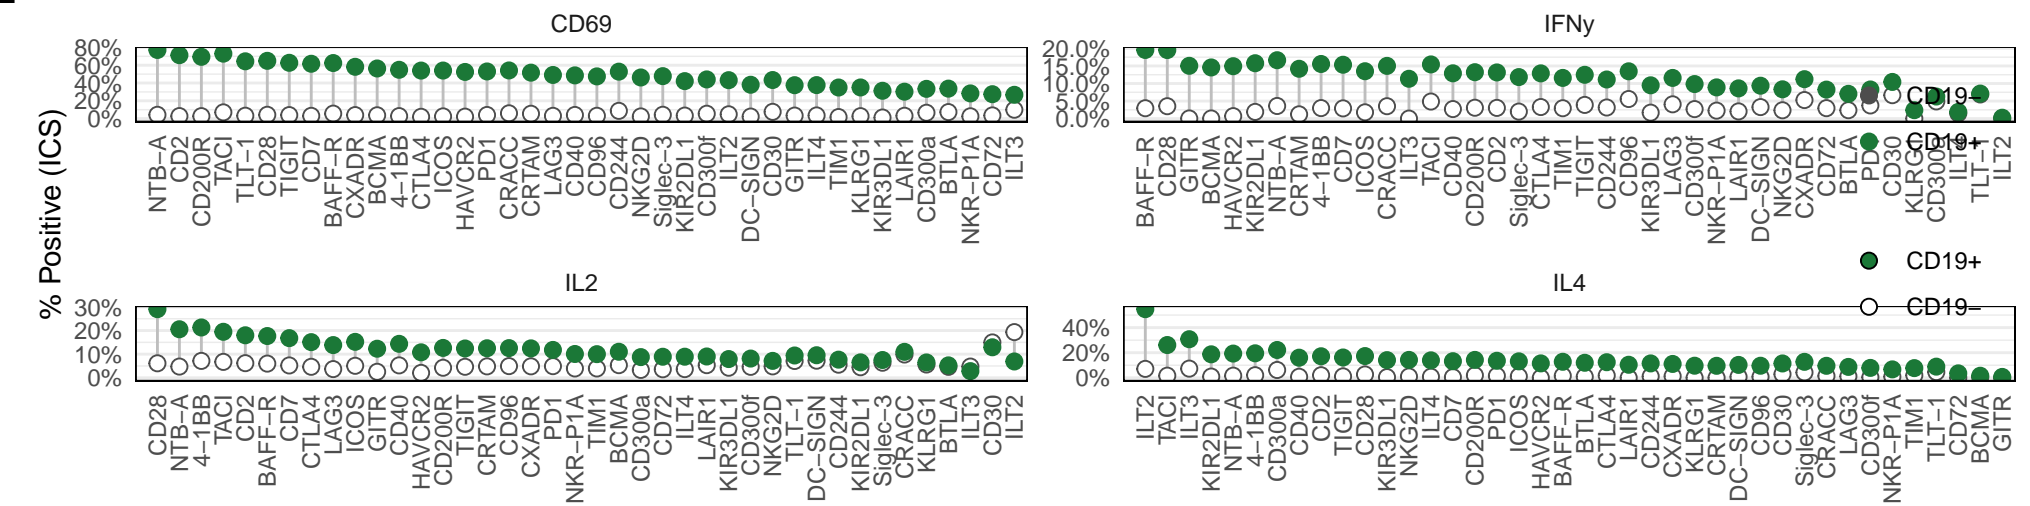 CD69
IFNy
% Positive (ICS)
80%
60%
40%
20%
0%
20.0%
15.0%
10.0%
5.0%
0.0%
NTB−A CD2 CD200R TACI TLT−1 CD28 TIGIT CD7 BAFF−R CXADR BCMA 4−1BB CTLA4 ICOS HAVCR2 PD1 CRACC CRTAM LAG3 CD40 CD96 CD244 NKG2D Siglec−3 KIR2DL1 CD300f ILT2 DC−SIGN CD30 GITR ILT4 TIM1 KLRG1 KIR3DL1 LAIR1 CD300a BTLA NKR−P1A CD72 ILT3
BAFF−R CD28 GITR BCMA HAVCR2 KIR2DL1 NTB−A CRTAM 4−1BB CD7 ICOS CRACC ILT3 TACI CD40 CD200R CD2 Siglec−3 CTLA4 TIM1 TIGIT CD244 CD96 KIR3DL1 LAG3 CD300f NKR−P1A LAIR1 DC−SIGN NKG2D CXADR CD72 BTLA CD30 TLT−1 ILT2
CD19−
CD19+
CD19+
CD19−
IL2
IL4
30%
20%
10%
0%
40%
20%
0%
CD28 NTB−A 4−1BB TACI CD2 BAFF−R CD7 CTLA4 LAG3 ICOS GITR CD40 HAVCR2 CD200R TIGIT CRTAM CD96 CXADR PD1 NKR−P1A TIM1 BCMA CD300a CD72 ILT4 LAIR1 KIR3DL1 CD300f NKG2D TLT−1 DC−SIGN CD244 KIR2DL1 Siglec−3 CRACC KLRG1 BTLA ILT3 CD30 ILT2
ILT2 TACI ILT3 KIR2DL1 NTB−A 4−1BB CD300a CD40 CD2 TIGIT CD28 KIR3DL1 NKG2D ILT4 CD7 CD200R PD1 ICOS HAVCR2 BAFF−R BTLA CTLA4 LAIR1 CD244 CXADR KLRG1 CRTAM DC−SIGN CD96 CD30 Siglec−3 CRACC LAG3 CD300f NKR−P1A TIM1 TLT−1 CD72 BCMA GITR